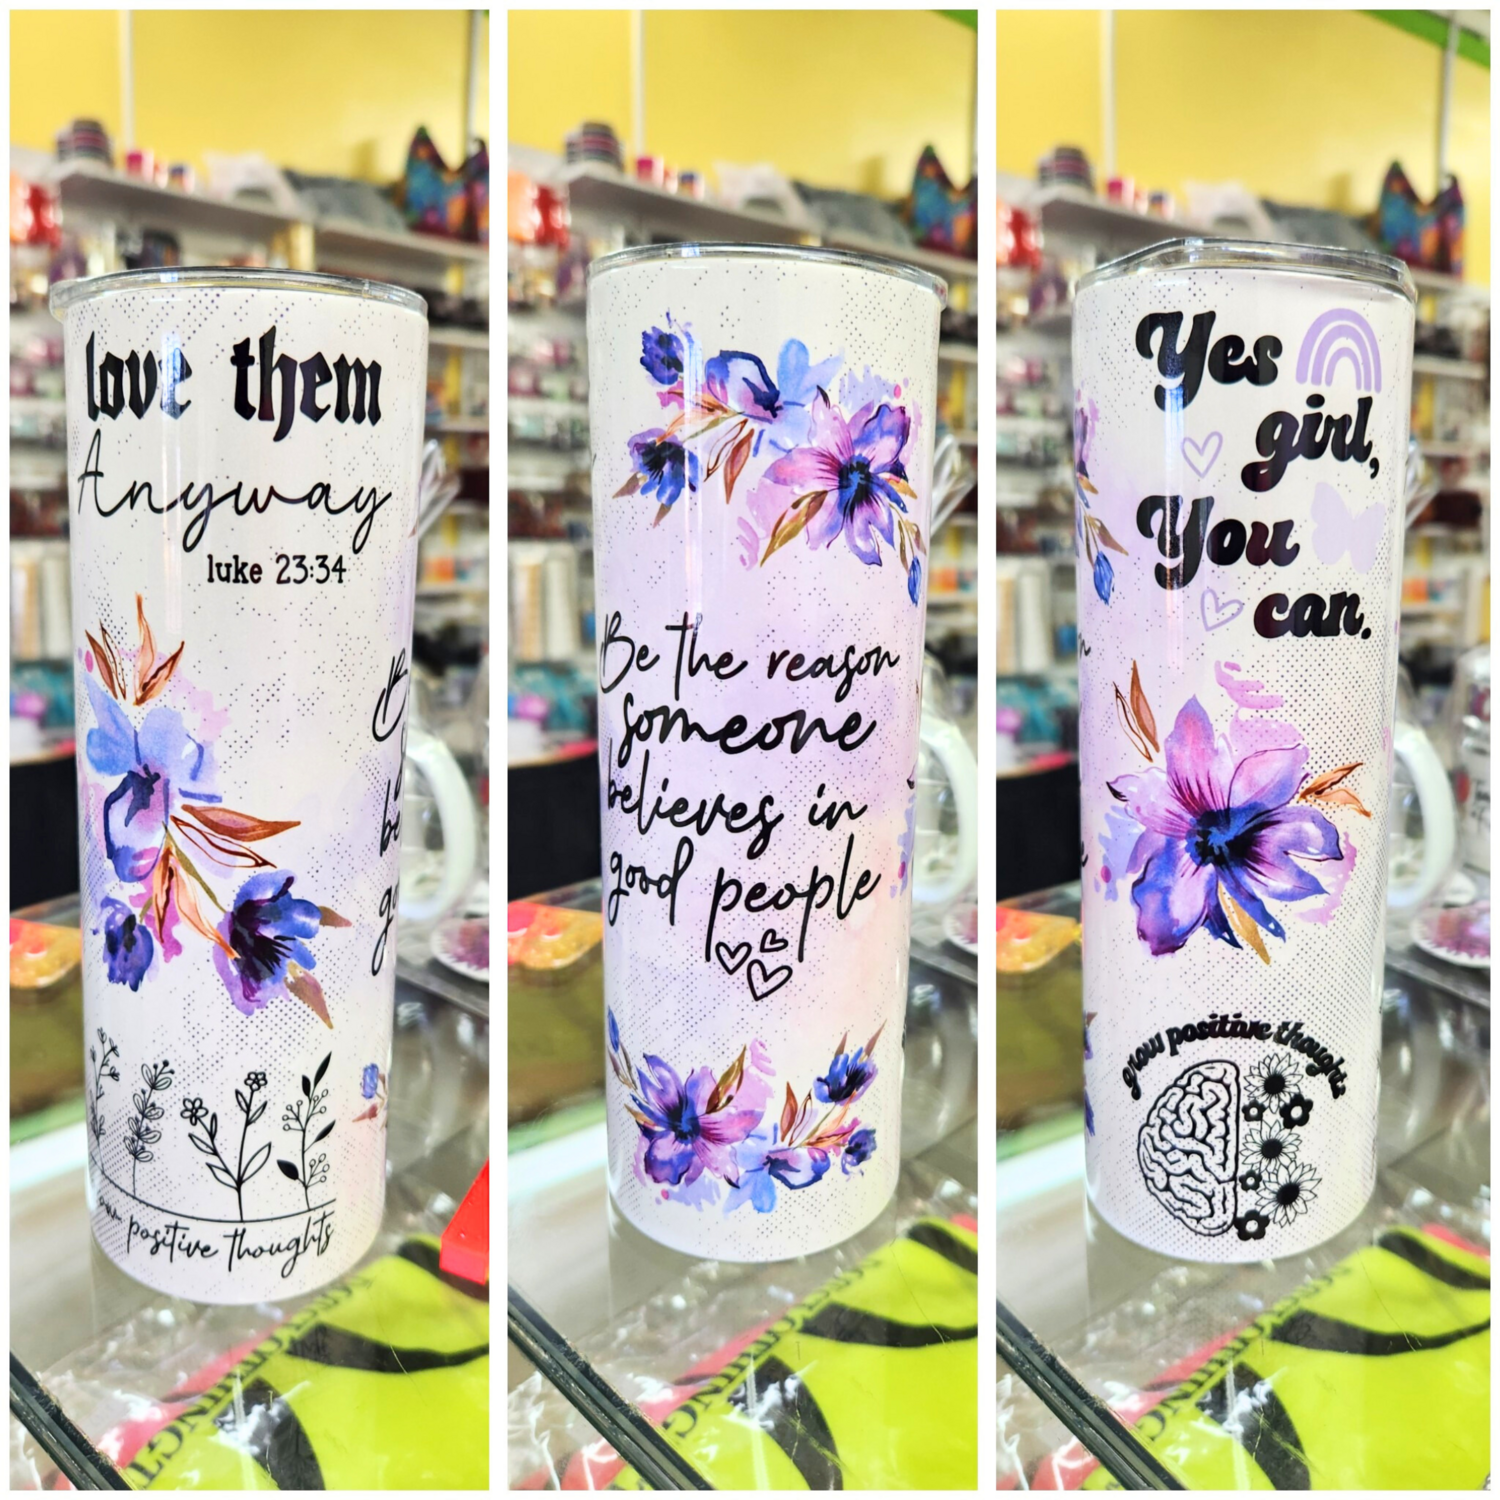 love them
Anyway
luke 23:34
positive thoughts
Be the reason
someone
believes in
good people
Yes
girl,
You
can.
grow positive thoughts